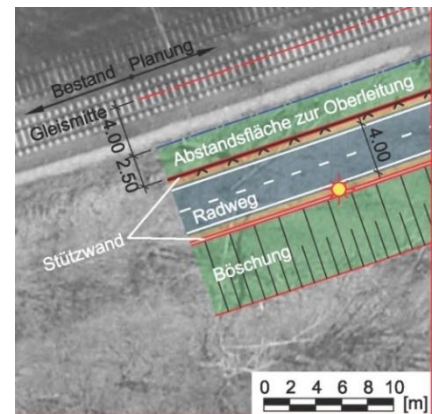 Bestand Planung
Gleismitte
4.00
2.50
Abstandsfläche zur Oberleitung
4.00
Radweg
Stützwand
Böschung
0 2 4 6 8 10
[m]